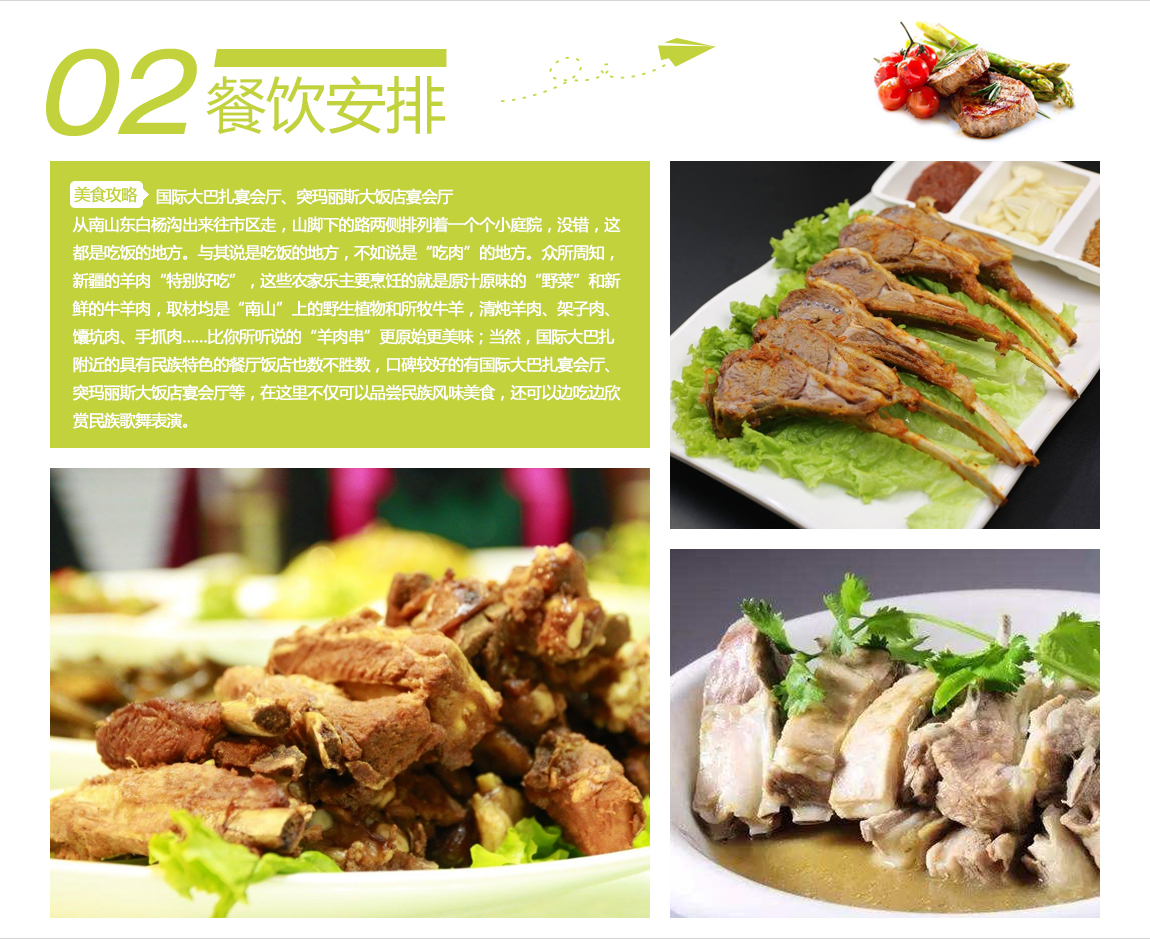 02 餐饮安排
美食攻略 国际大巴扎宴会厅、突玛丽斯大饭店宴会厅
从南山东白杨沟出来往市区走，山脚下的路两侧排列着一个个小庭院，没错，这
都是吃饭的地方。与其说是吃饭的地方，不如说是“吃肉”的地方。众所周知，
新疆的羊肉“特别好吃”，这些农家乐主要烹饪的就是原汁原味的“野菜”和新
鲜的牛羊肉，取材均是“南山”上的野生植物和所牧牛羊，清炖羊肉、架子肉、
馕坑肉、手抓肉......比你所听说的“羊肉串”更原始更美味；当然，国际大巴扎
附近的具有民族特色的餐厅饭店也数不胜数，口碑较好的有国际大巴扎宴会厅、
突玛丽斯大饭店宴会厅等，在这里不仅可以品尝民族风味美食，还可以边吃边欣
赏民族歌舞表演。